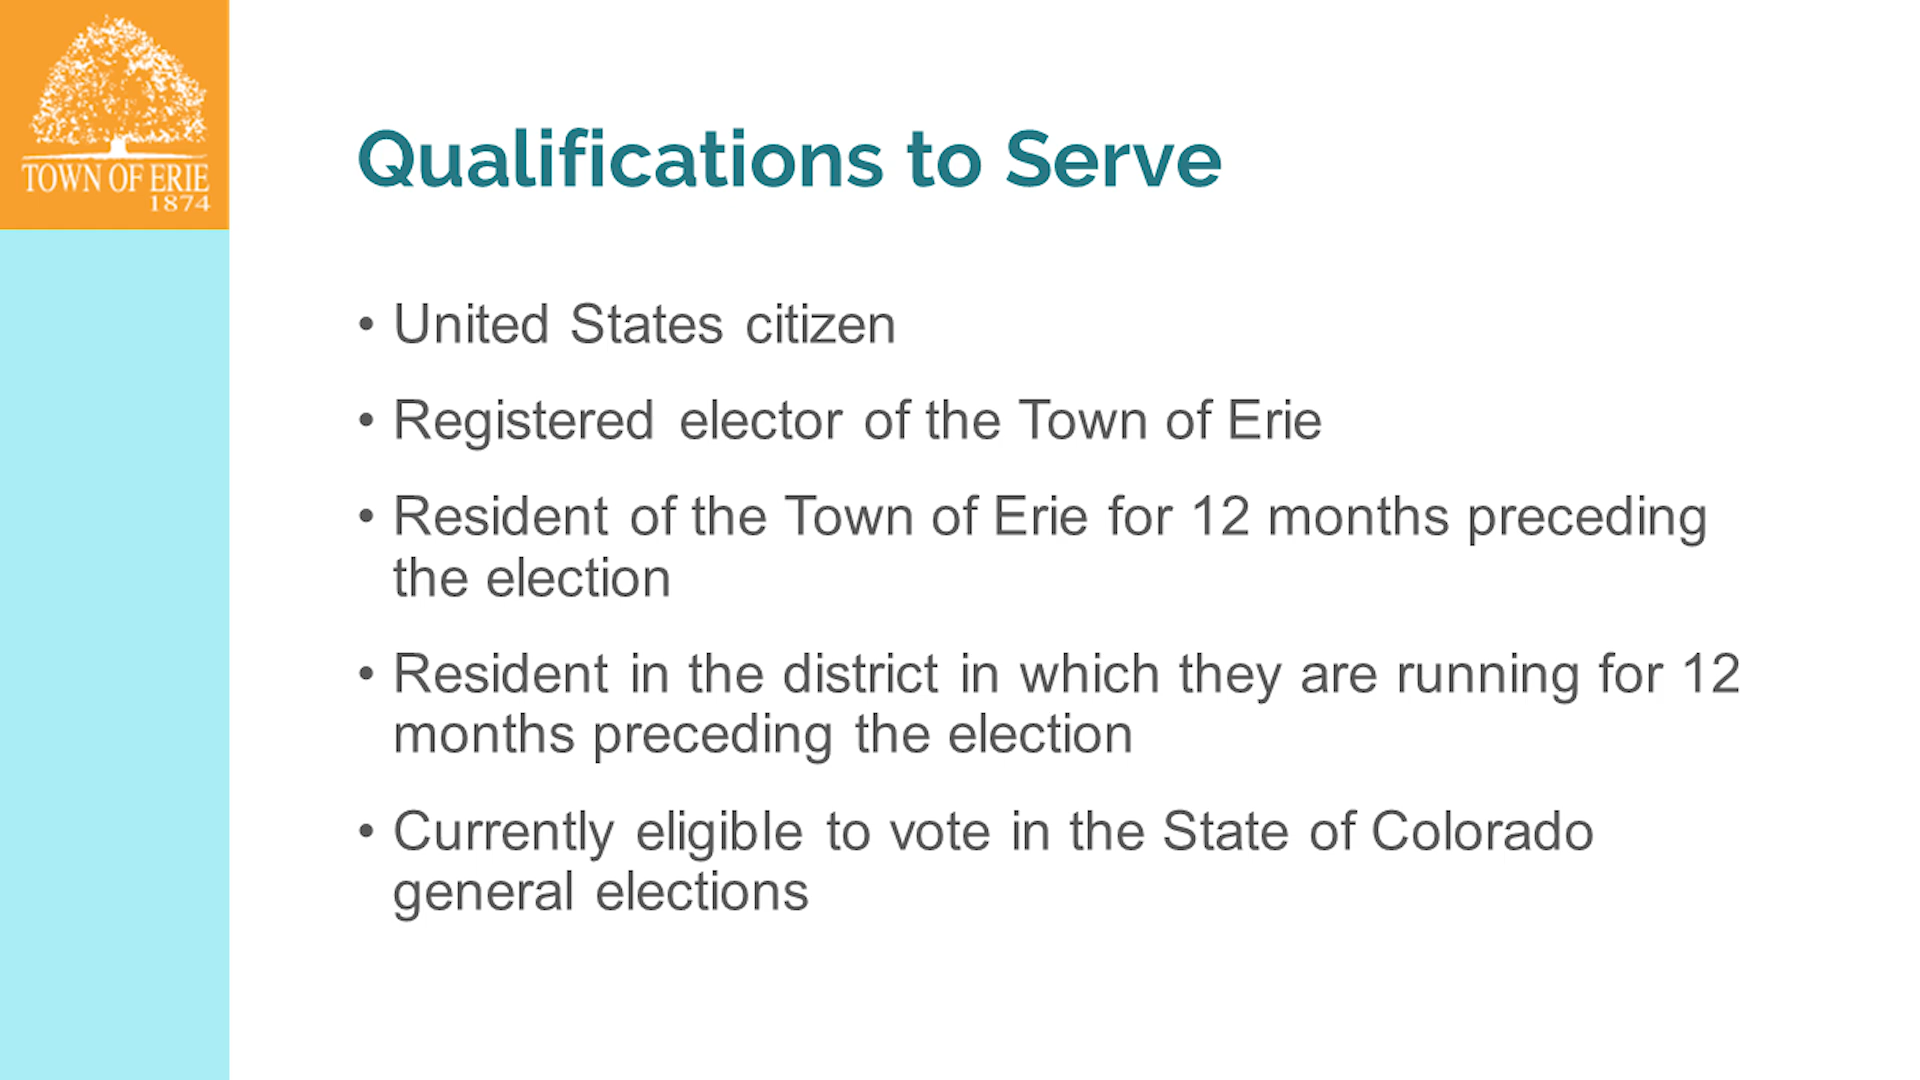 TOWN OF ERIE
1874
Qualifications to Serve
• United States citizen
• Registered elector of the Town of Erie
• Resident of the Town of Erie for 12 months preceding
the election
• Resident in the district in which they are running for 12
months preceding the election
• Currently eligible to vote in the State of Colorado
general elections